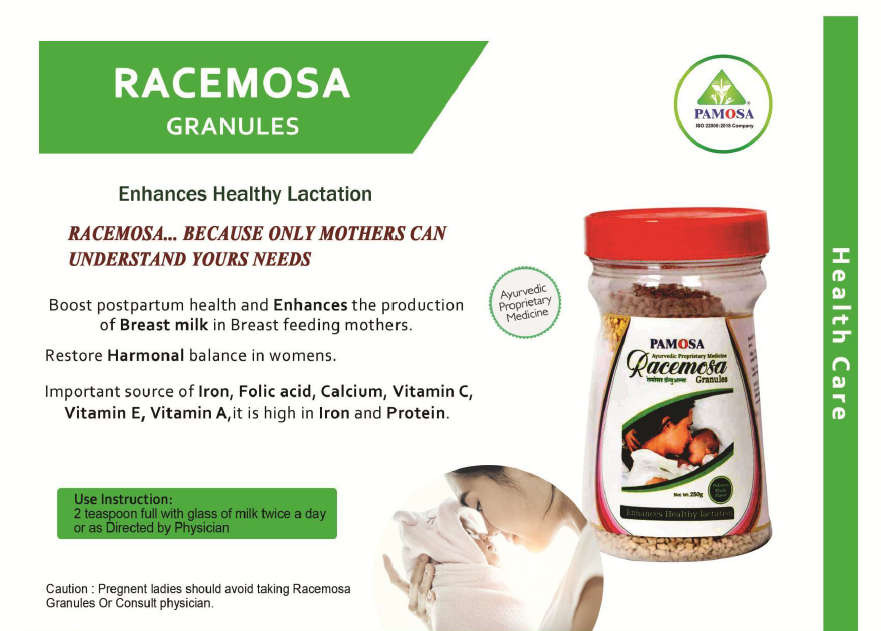 RACEMOSA
GRANULES
PAMOSA
ISO 22000:2018 Company
Enhances Healthy Lactation
RACEMOSA... BECAUSE ONLY MOTHERS CAN
UNDERSTAND YOURS NEEDS
Boost postpartum health and Enhances the production
of Breast milk in Breast feeding mothers.
Restore Harmonal balance in womens.
Important source of Iron, Folic acid, Calcium, Vitamin C,
Vitamin E, Vitamin A,it is high in Iron and Protein.
Use Instruction:
2 teaspoon full with glass of milk twice a day
or as Directed by Physician
Caution : Pregnent ladies should avoid taking Racemosa
Granules Or Consult physician.
Ayurvedic
Proprietary
Medicine
PAMOSA
Ayurvedic Proprietary Medicine
Racemosa
Granules
Net Wt.250g
Enhances Healthy lactation
Health Care